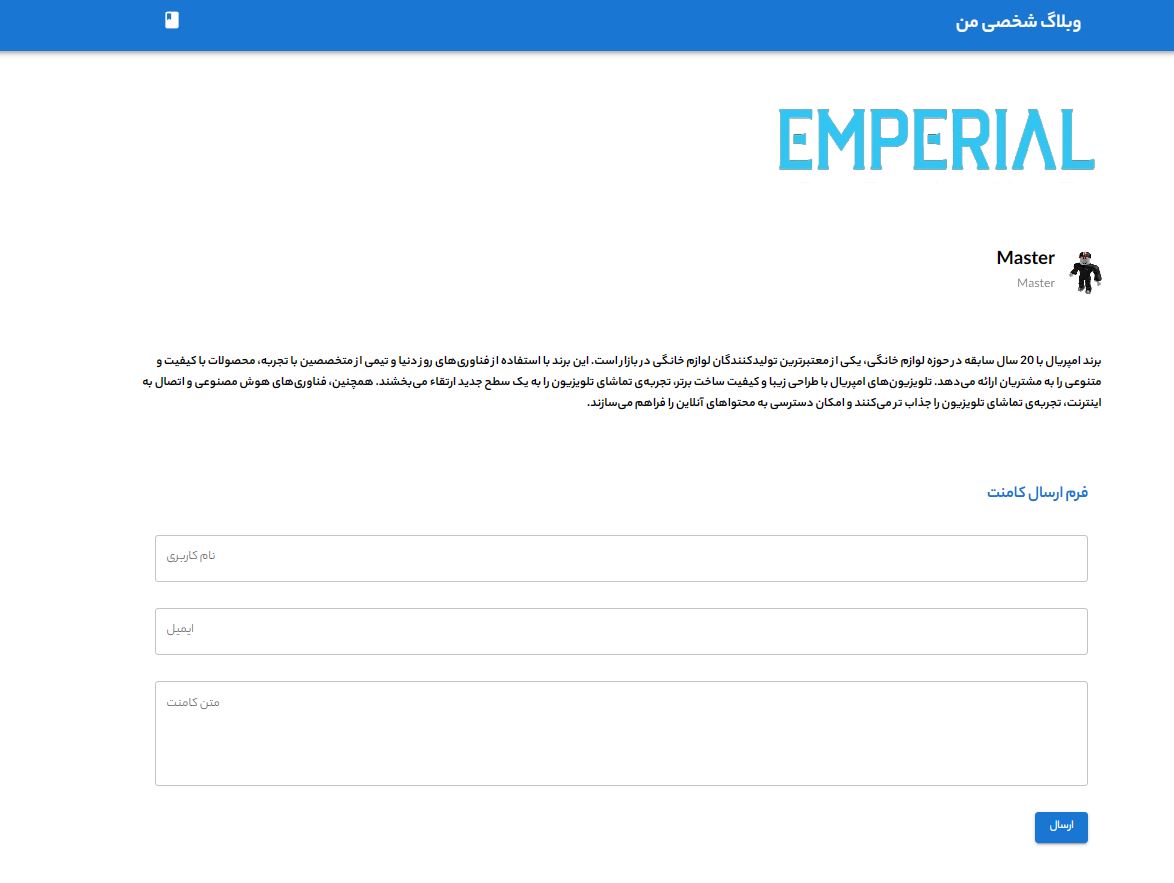 وبلاگ شخصی من
EMPERIAL
Master
Master
برند امپریال با 20 سال سابقه در حوزه لوازم خانگی، یکی از معتبرترین تولیدکنندگان لوازم خانگی در بازار است. این برند با استفاده از فناوری‌های روز دنیا و تیمی از متخصصین با تجربه، محصولات با کیفیت و
متنوعی را به مشتریان ارائه می‌دهد. تلویزیون‌های امپریال با طراحی زیبا و کیفیت ساخت برتر، تجربه‌ی تماشای تلویزیون را به یک سطح جدید ارتقاء می‌بخشند. همچنین، فناوری‌های هوش مصنوعی و اتصال به
اینترنت، تجربه‌ی تماشای تلویزیون را جذاب تر می‌کنند و امکان دسترسی به محتواهای آنلاین را فراهم می‌سازند.
فرم ارسال کامنت
نام کاربری
ایمیل
متن کامنت
ارسال